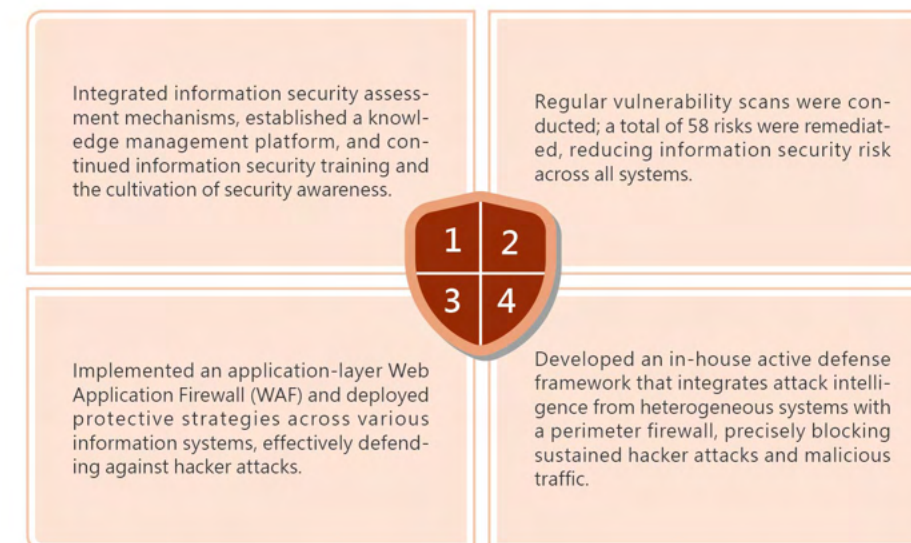 Integrated information security assess-
ment mechanisms, established a knowl-
edge management platform, and con-
tinued information security training and
the cultivation of security awareness.
Regular vulnerability scans were con-
ducted; a total of 58 risks were remediat-
ed, reducing information security risk
across all systems.
1 2
3 4
Implemented an application-layer Web
Application Firewall (WAF) and deployed
protective strategies across various
information systems, effectively defend-
ing against hacker attacks.
Developed an in-house active defense
framework that integrates attack intelli-
gence from heterogeneous systems with
a perimeter firewall, precisely blocking
sustained hacker attacks and malicious
traffic.